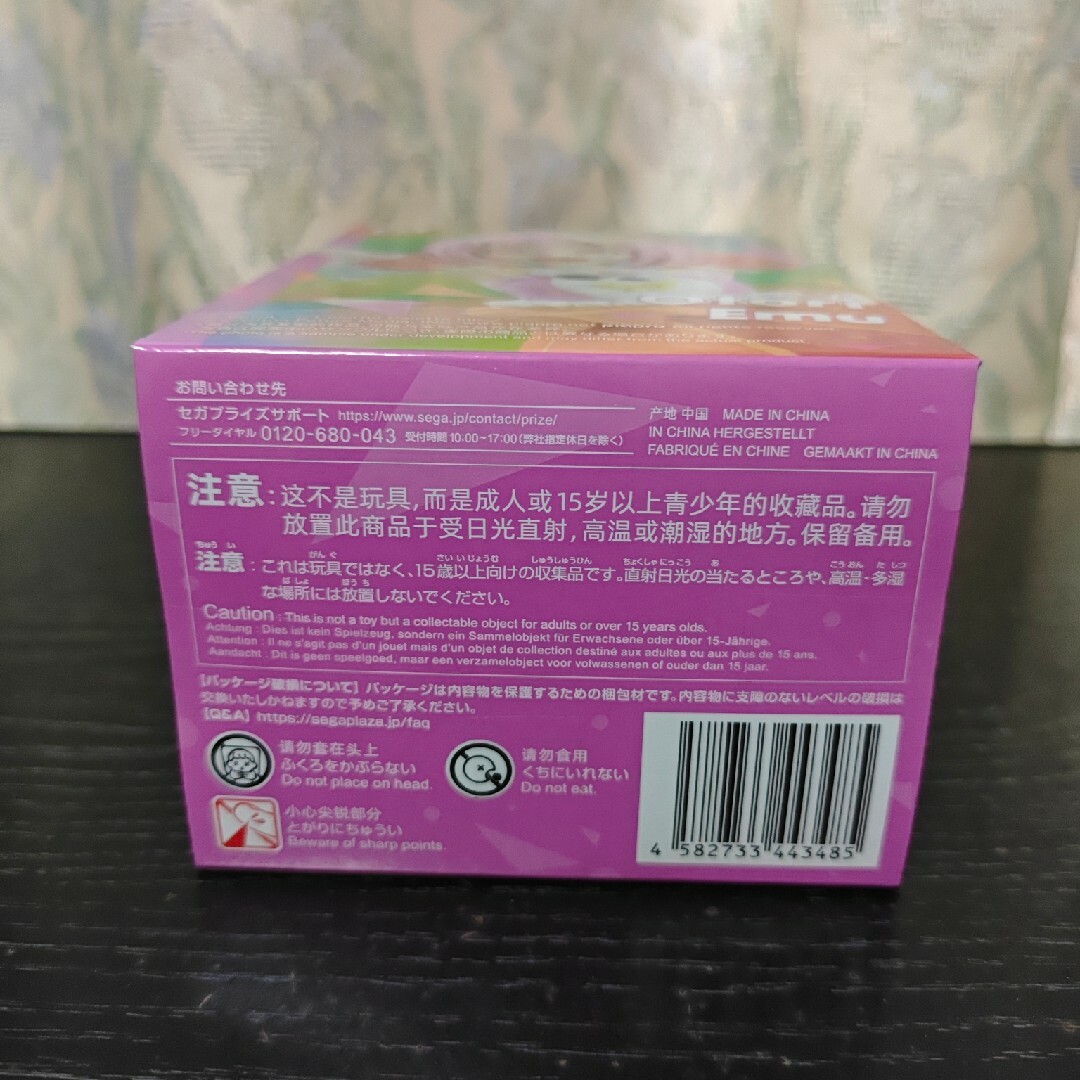 Emu
development
differ from the actual product
お問い合わせ先
セガプライズサポート https://www.sega.jp/contact/prize/
フリーダイヤル 0120-680-043 受付時間 10:00~17:00(弊社指定休日を除く)
产地 中国 MADE IN CHINA
IN CHINA HERGESTELLT
FABRIQUÉ EN CHINE GEMAAKT IN CHINA
注意:这不是玩具,而是成人或15岁以上青少年的收藏品。请勿
放置此商品于受日光直射,高温或潮湿的地方。保留备用。
注意:これは玩具ではなく、15歳以上向けの収集品です。直射日光の当たるところや、高温・多湿
な場所には放置しないでください。
Caution : This is not a toy but a collectable object for adults or over 15 years olds.
Achtung : Dies ist kein Spielzeug, sondern ein Sammelobjekt für Erwachsene oder über 15-Jährige.
Attention : Il ne s'agit pas d'un jouet mais d'un objet de collection destiné aux adultes ou aux plus de 15 ans.
Aandacht : Dit is geen speelgoed, maar een verzamelobject voor volwassenen of ouder dan 15 jaar.
【パッケージ破損について】パッケージは内容物を保護するための梱包材です。内容物に支障のないレベルの破損は
交換いたしかねますので予めご了承ください。
【Q&A】https://segaplaza.jp/faq
请勿套在头上
ふくろをかぶらない
Do not place on head.
请勿食用
くちにいれない
Do not eat.
小心尖锐部分
とがりにちゅうい
Beware of sharp points.
4 582733 443485